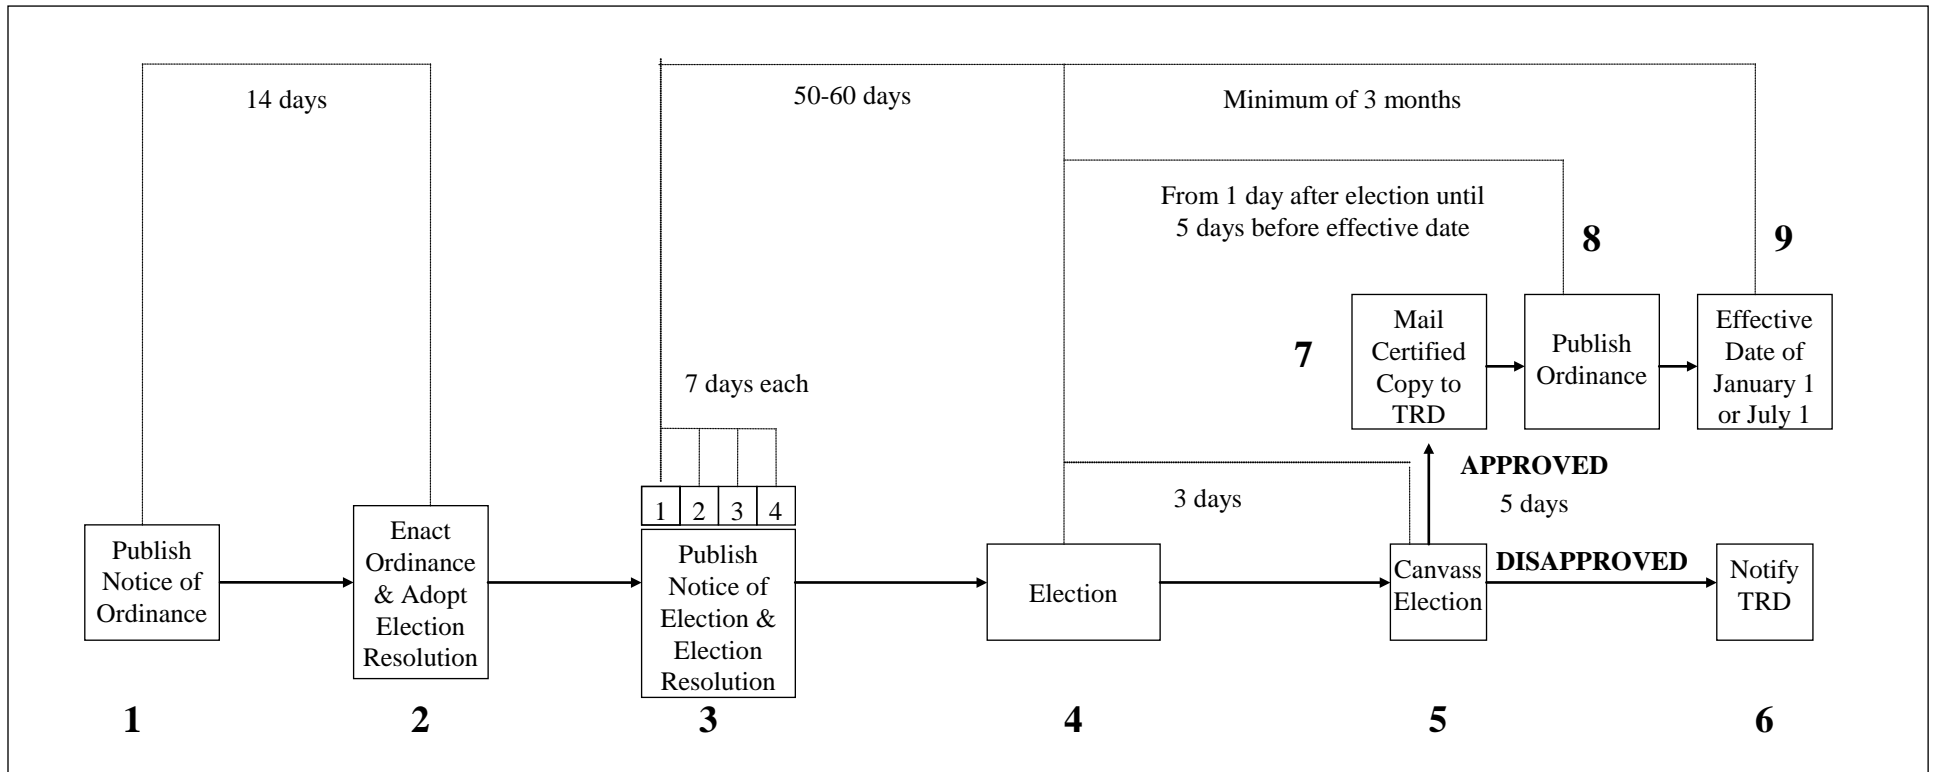 14 days
50-60 days
Minimum of 3 months
From 1 day after election until
5 days before effective date
8
9
7
Mail
Certified
Copy to
TRD
Publish
Ordinance
Effective
Date of
January 1
or July 1
7 days each
APPROVED
5 days
3 days
1 2 3 4
Publish
Notice of
Ordinance
Enact
Ordinance
& Adopt
Election
Resolution
Publish
Notice of
Election &
Election
Resolution
Election
Canvass
Election
DISAPPROVED
Notify
TRD
1
2
3
4
5
6